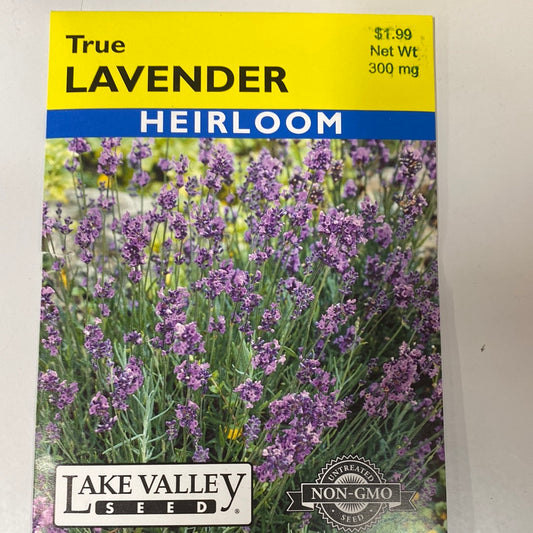 True
LAVENDER
$1.99
Net Wt
300 mg
HEIRLOOM
LAKE VALLEY
SEED®
UNTREATED
NON-GMO
SEED